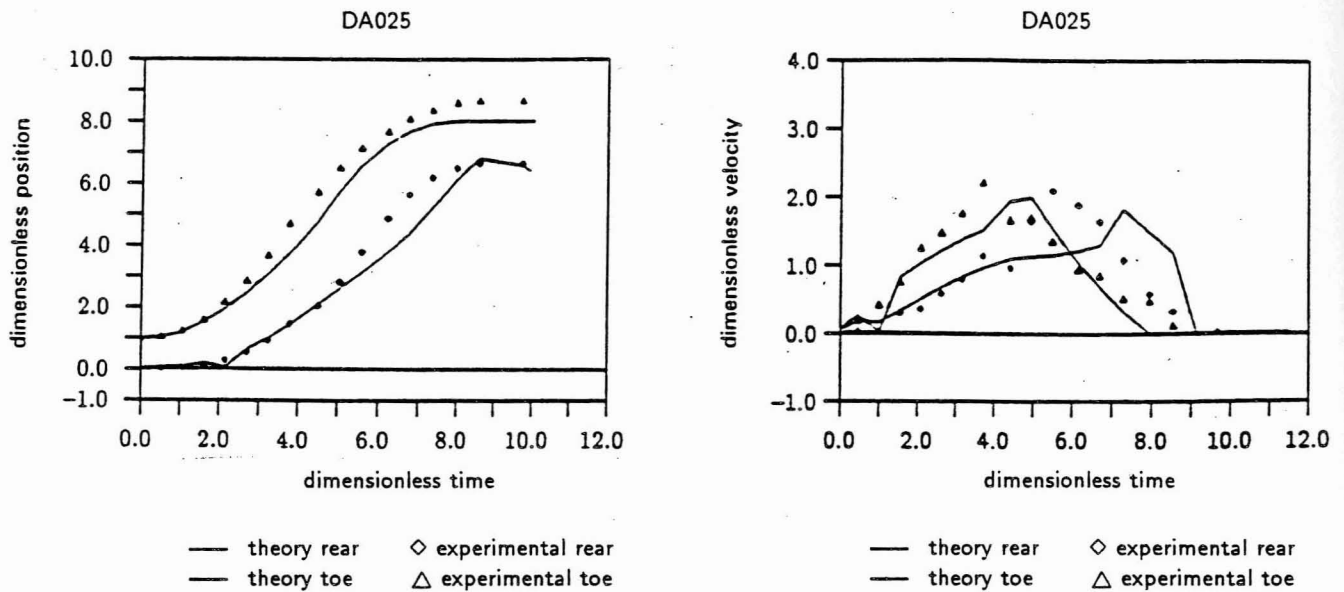 DA025
10.0
8.0
6.0
4.0
2.0
0.0
−1.0
dimensionless position
0.0 2.0 4.0 6.0 8.0 10.0 12.0
dimensionless time
theory rear experimental rear
theory toe experimental toe
DA025
4.0
3.0
2.0
1.0
0.0
−1.0
dimensionless velocity
0.0 2.0 4.0 6.0 8.0 10.0 12.0
dimensionless time
theory rear experimental rear
theory toe experimental toe